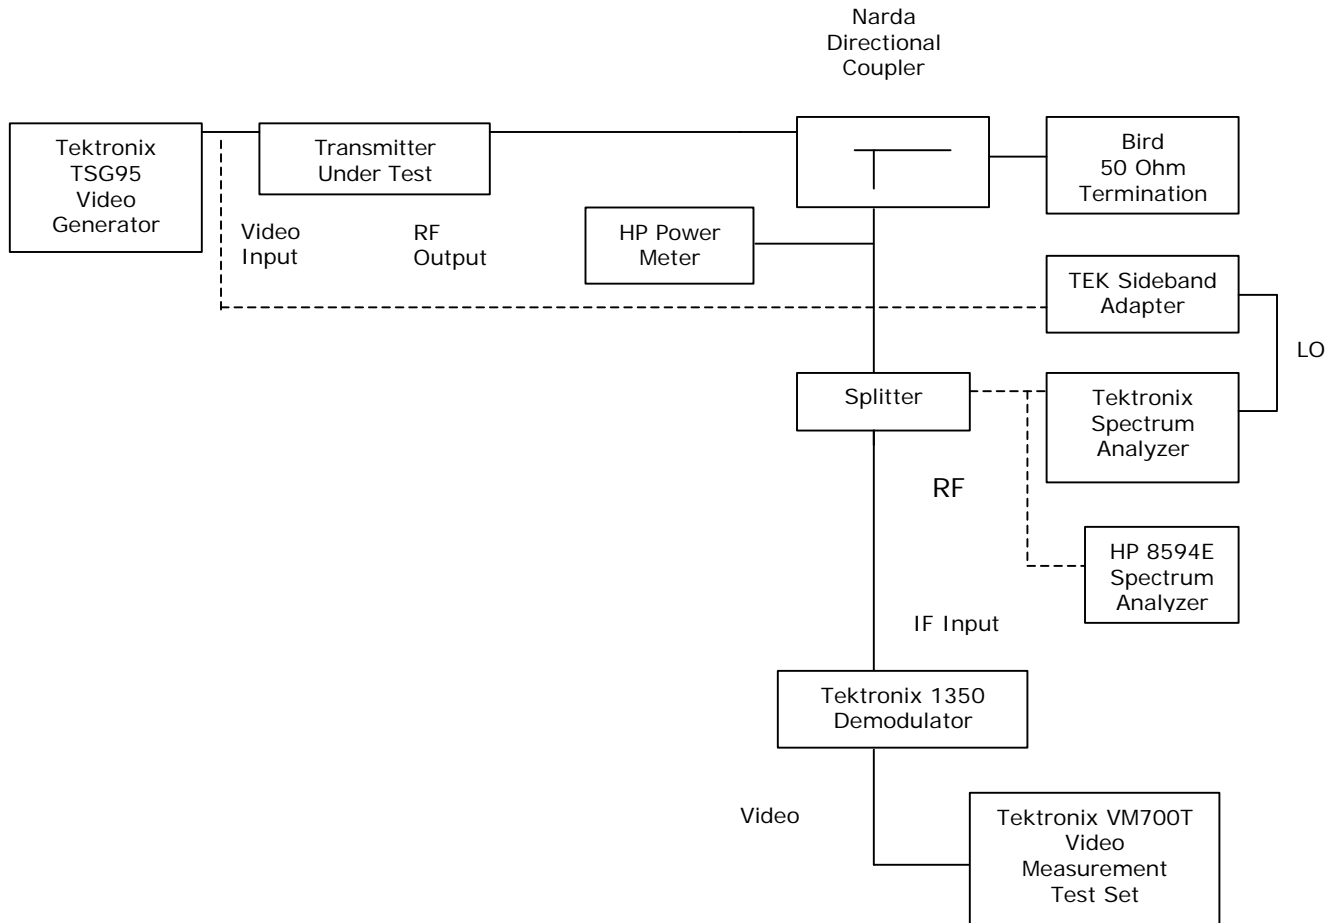 Narda
Directional
Coupler
Tektronix
TSG95
Video
Generator
Transmitter
Under Test
Bird
50 Ohm
Termination
Video
Input
RF
Output
HP Power
Meter
TEK Sideband
Adapter
LO
Splitter
Tektronix
Spectrum
Analyzer
RF
HP 8594E
Spectrum
Analyzer
IF Input
Tektronix 1350
Demodulator
Video
Tektronix VM700T
Video
Measurement
Test Set